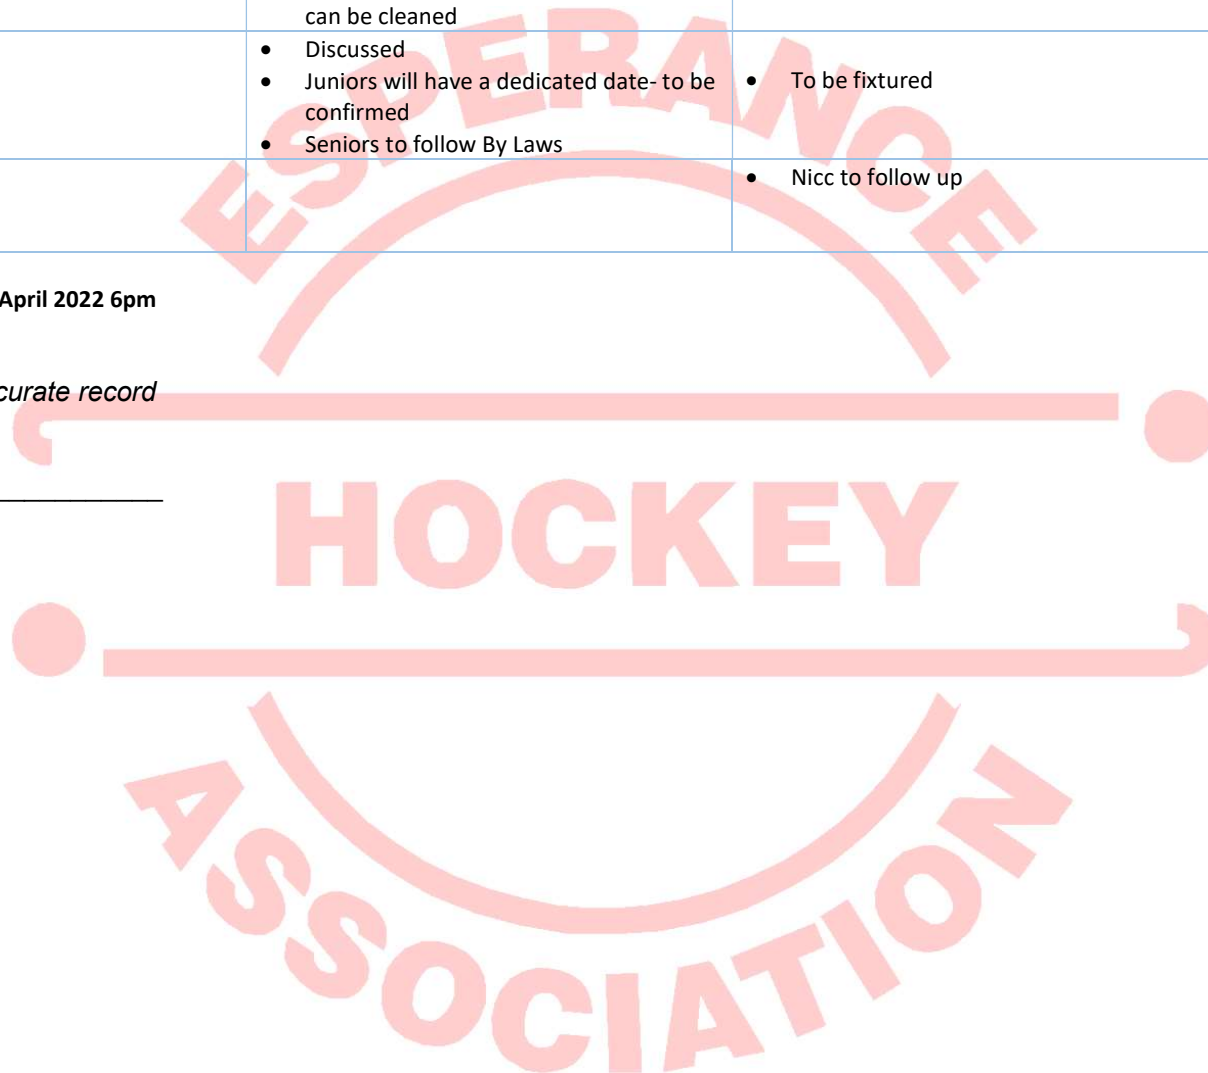 can be cleaned
• Discussed
• Juniors will have a dedicated date- to be
confirmed
• Seniors to follow By Laws
• To be fixtured
• Nicc to follow up
April 2022 6pm
curate record
ESPERANCE
HOCKEY
ASSOCIATION